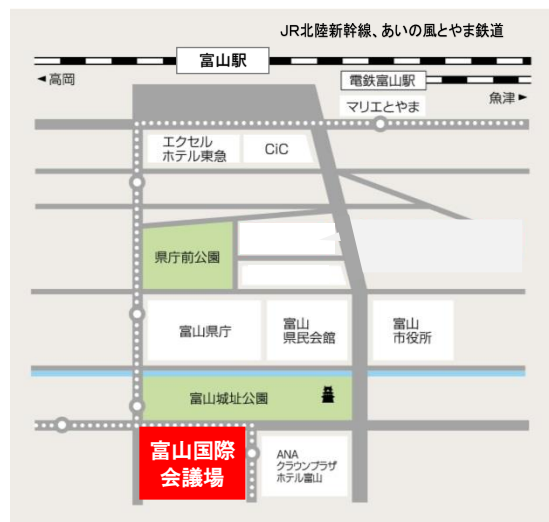 JR北陸新幹線、あいの風とやま鉄道
富山駅
◀高岡
電鉄富山駅
魚津▶
マリエとやま
エクセル
ホテル東急
CiC
県庁前公園
富山県庁
富山
県民会館
富山
市役所
富山城址公園
富山国際
会議場
ANA
クラウンプラザ
ホテル富山